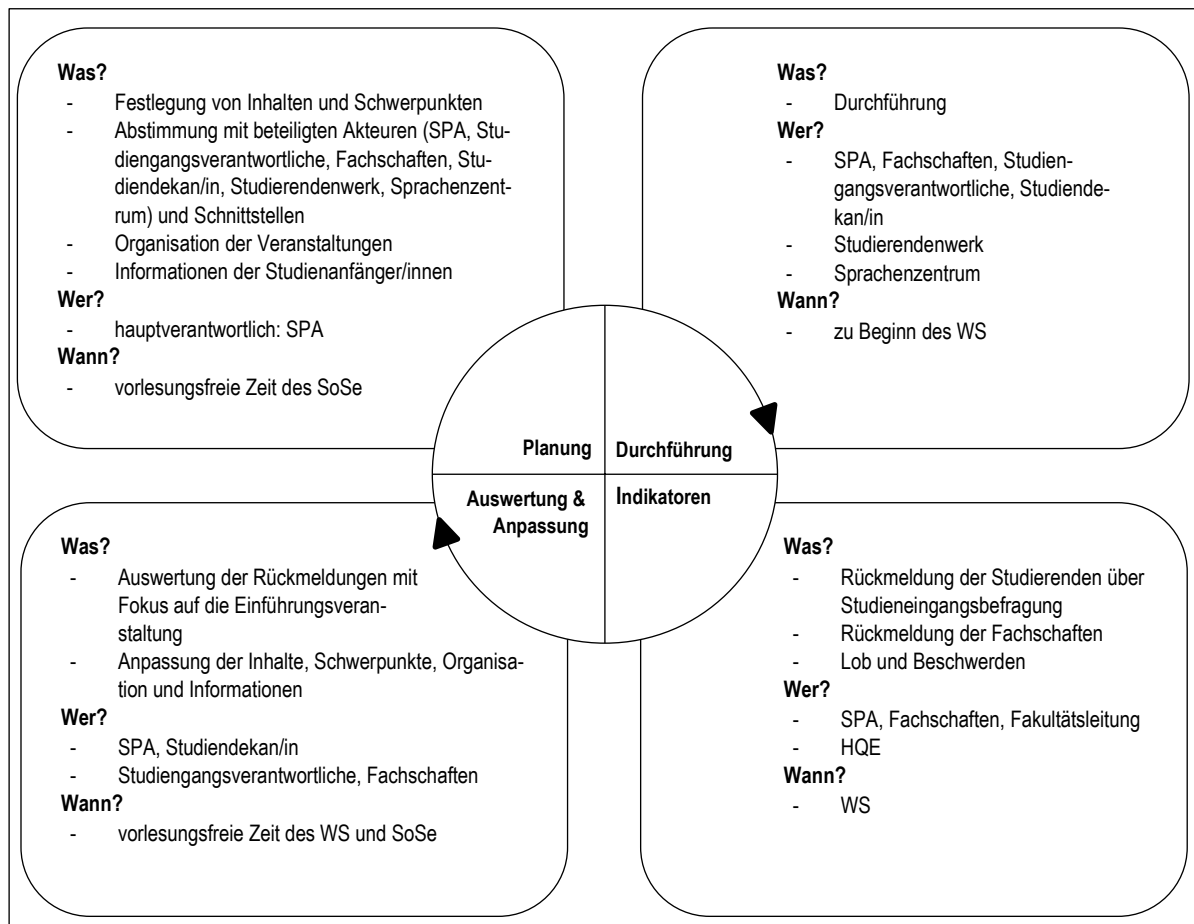 Was?
- Festlegung von Inhalten und Schwerpunkten
- Abstimmung mit beteiligten Akteuren (SPA, Stu-
diengangsverantwortliche, Fachschaften, Stu-
diendekan/in, Studierendenwerk, Sprachenzent-
rum) und Schnittstellen
- Organisation der Veranstaltungen
- Informationen der Studienanfänger/innen
Wer?
- hauptverantwortlich: SPA
Wann?
- vorlesungsfreie Zeit des SoSe
Was?
- Durchführung
Wer?
- SPA, Fachschaften, Studien-
gangsverantwortliche, Studiende-
kan/in
- Studierendenwerk
- Sprachenzentrum
Wann?
- zu Beginn des WS
Planung
Durchführung
Auswertung &
Anpassung
Indikatoren
Was?
- Auswertung der Rückmeldungen mit
Fokus auf die Einführungsveran-
staltung
- Anpassung der Inhalte, Schwerpunkte, Organisa-
tion und Informationen
Wer?
- SPA, Studiendekan/in
- Studiengangsverantwortliche, Fachschaften
Wann?
- vorlesungsfreie Zeit des WS und SoSe
Was?
- Rückmeldung der Studierenden über
Studieneingangsbefragung
- Rückmeldung der Fachschaften
- Lob und Beschwerden
Wer?
- SPA, Fachschaften, Fakultätsleitung
- HQE
Wann?
- WS